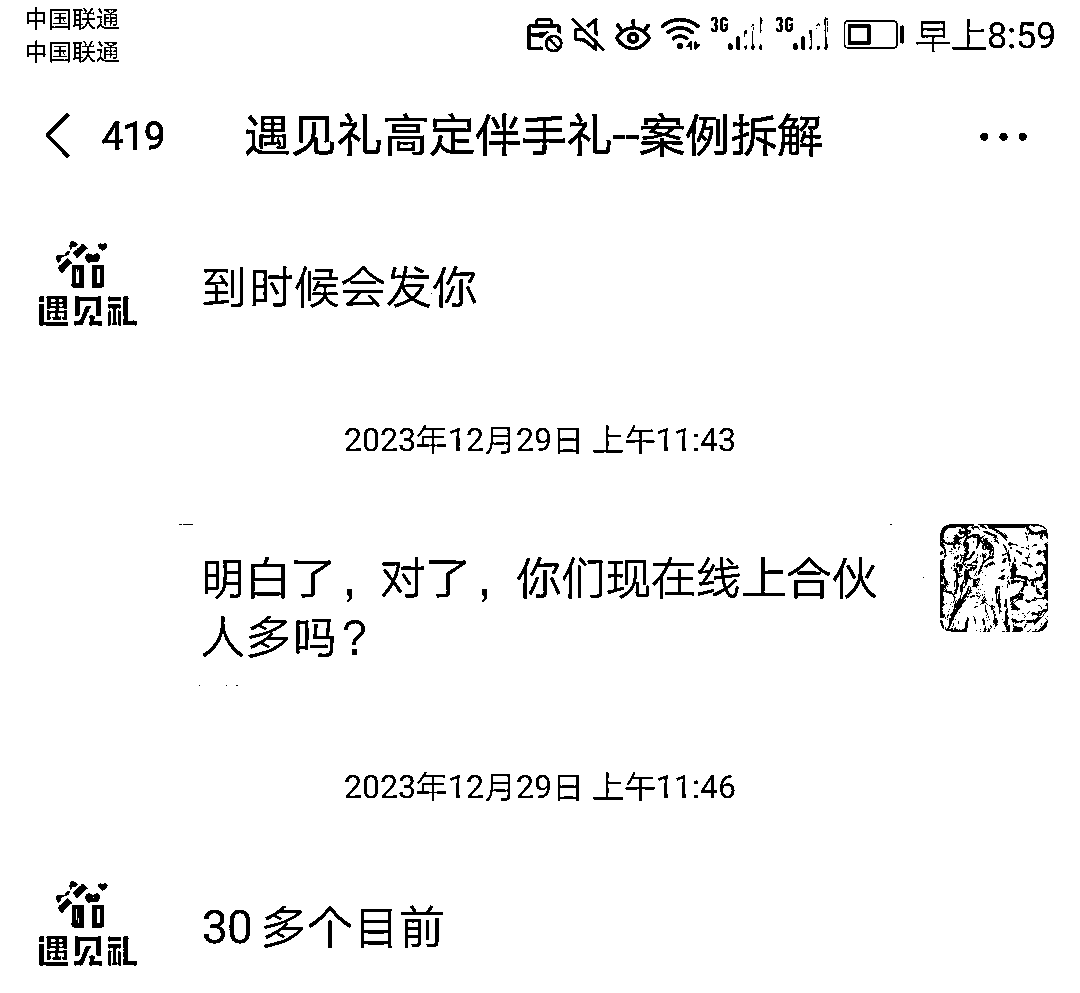 中国联通
中国联通
3G 3G 早上8:59
419 遇见礼高定伴手礼--案例拆解 ...
遇见礼
到时候会发你
2023年12月29日 上午11:43
明白了，对了，你们现在线上合伙
人多吗？
2023年12月29日 上午11:46
遇见礼
30多个目前